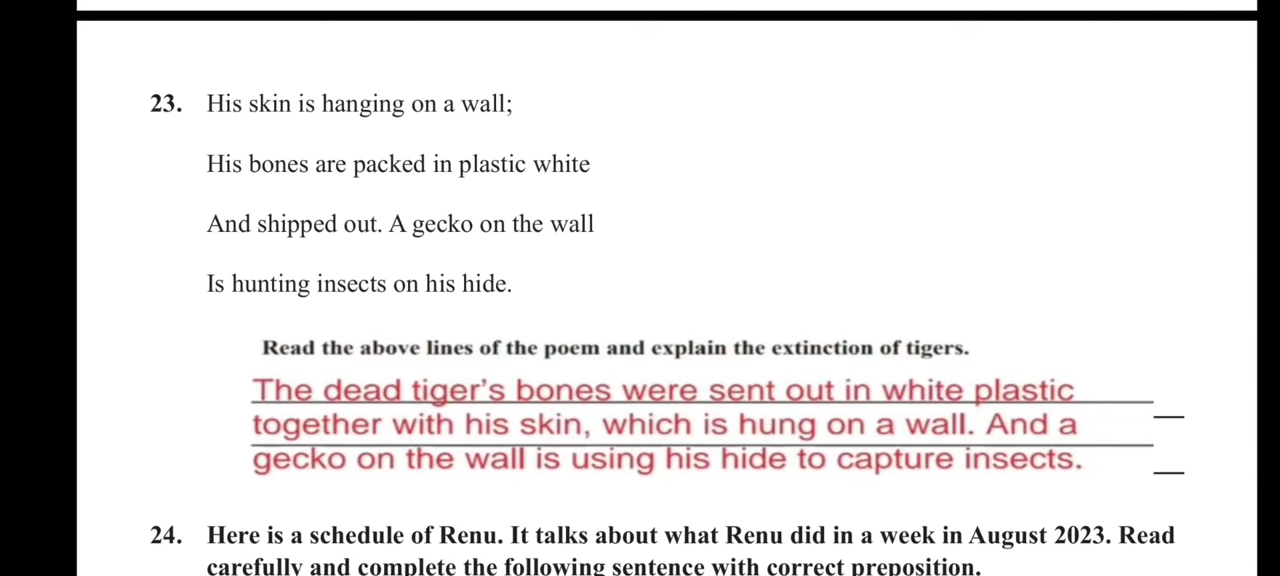 23. His skin is hanging on a wall;
His bones are packed in plastic white
And shipped out. A gecko on the wall
Is hunting insects on his hide.
Read the above lines of the poem and explain the extinction of tigers.
The dead tiger's bones were sent out in white plastic
together with his skin, which is hung on a wall. And a
gecko on the wall is using his hide to capture insects.
24. Here is a schedule of Renu. It talks about what Renu did in a week in August 2023. Read
carefully and complete the following sentence with correct preposition.